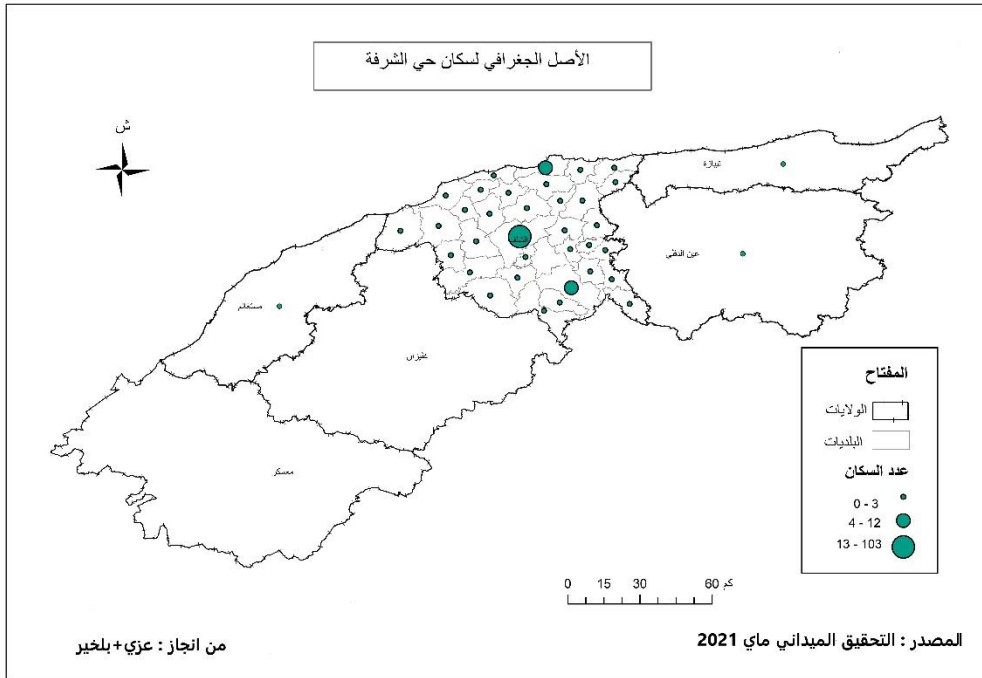 الأصل الجغرافي لسكان حي الشرفة
ش
تيبازة
عين الدفلى
مستغانم
غليزان
معسكر
المفتاح
الولايات
البلديات
عدد السكان
0 - 3
4 - 12
13 - 103
0 15 30 60 كم
من انجاز : عزي+بلخير
المصدر : التحقيق الميداني ماي 2021